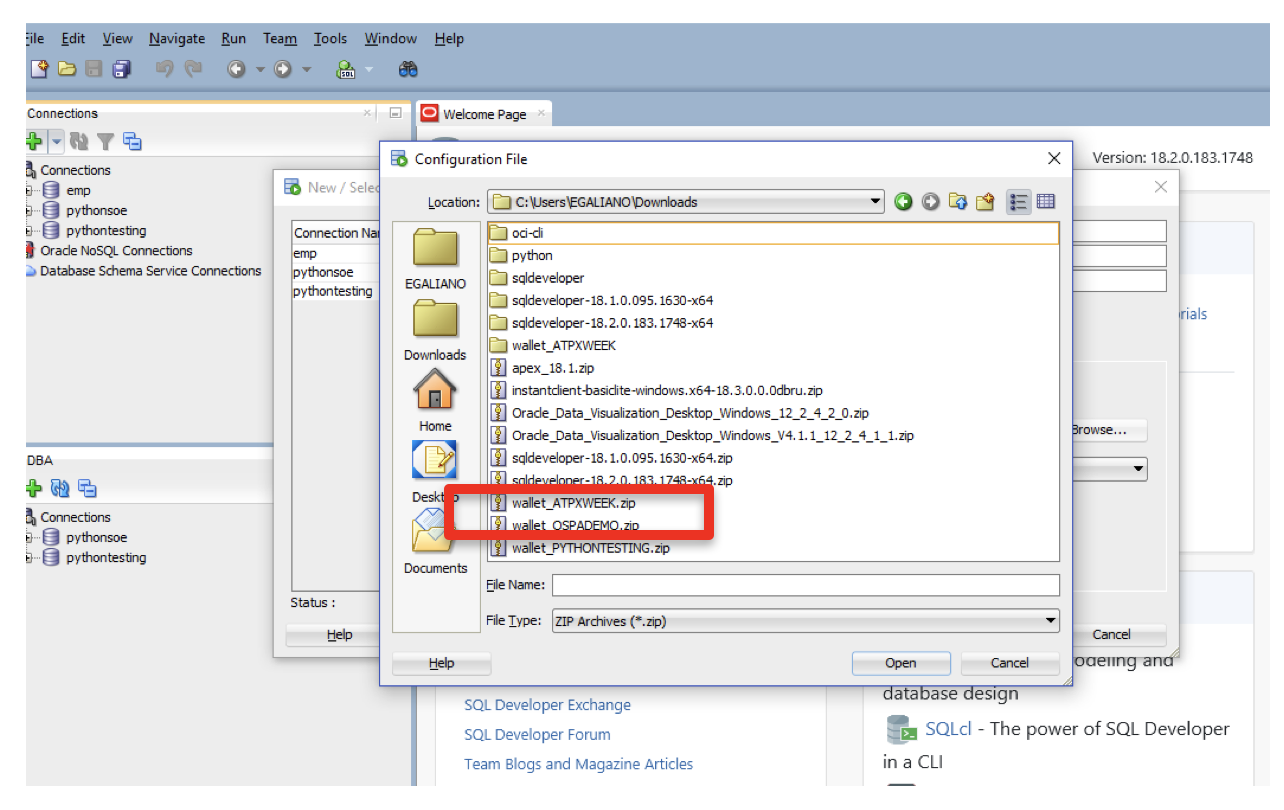 File Edit View Navigate Run Team Tools Window Help
SQL
Connections
Welcome Page
Version: 18.2.0.183.1748
Connections
emp
pythonsoe
pythontesting
Oracle NoSQL Connections
Database Schema Service Connections
DBA
Connections
pythonsoe
pythontesting
New / Selec
Connection Nar
emp
pythonsoe
pythontesting
Status :
Help
Configuration File
Location: C:\Users\EGALIANO\Downloads
EGALIANO
Downloads
Home
Desktop
Documents
oci-cli
python
sqldeveloper
sqldeveloper-18.1.0.095.1630-x64
sqldeveloper-18.2.0.183.1748-x64
wallet_ATPXWEEK
apex_18.1.zip
instantclient-basiclite-windows.x64-18.3.0.0.0dbru.zip
Oracle_Data_Visualization_Desktop_Windows_12_2_4_2_0.zip
Oracle_Data_Visualization_Desktop_Windows_V4.1.1_12_2_4_1_1.zip
sqldeveloper-18.1.0.095.1630-x64.zip
sqldeveloper-18.2.0.183.1748-x64.zip
wallet_ATPXWEEK.zip
wallet_OSPADEMO.zip
wallet_PYTHONTESTING.zip
File Name:
File Type: ZIP Archives (*.zip)
Help Open Cancel
rials
Browse...
Cancel
odeling and
database design
SQL Developer Exchange
SQL Developer Forum
Team Blogs and Magazine Articles
SQLcl - The power of SQL Developer
in a CLI